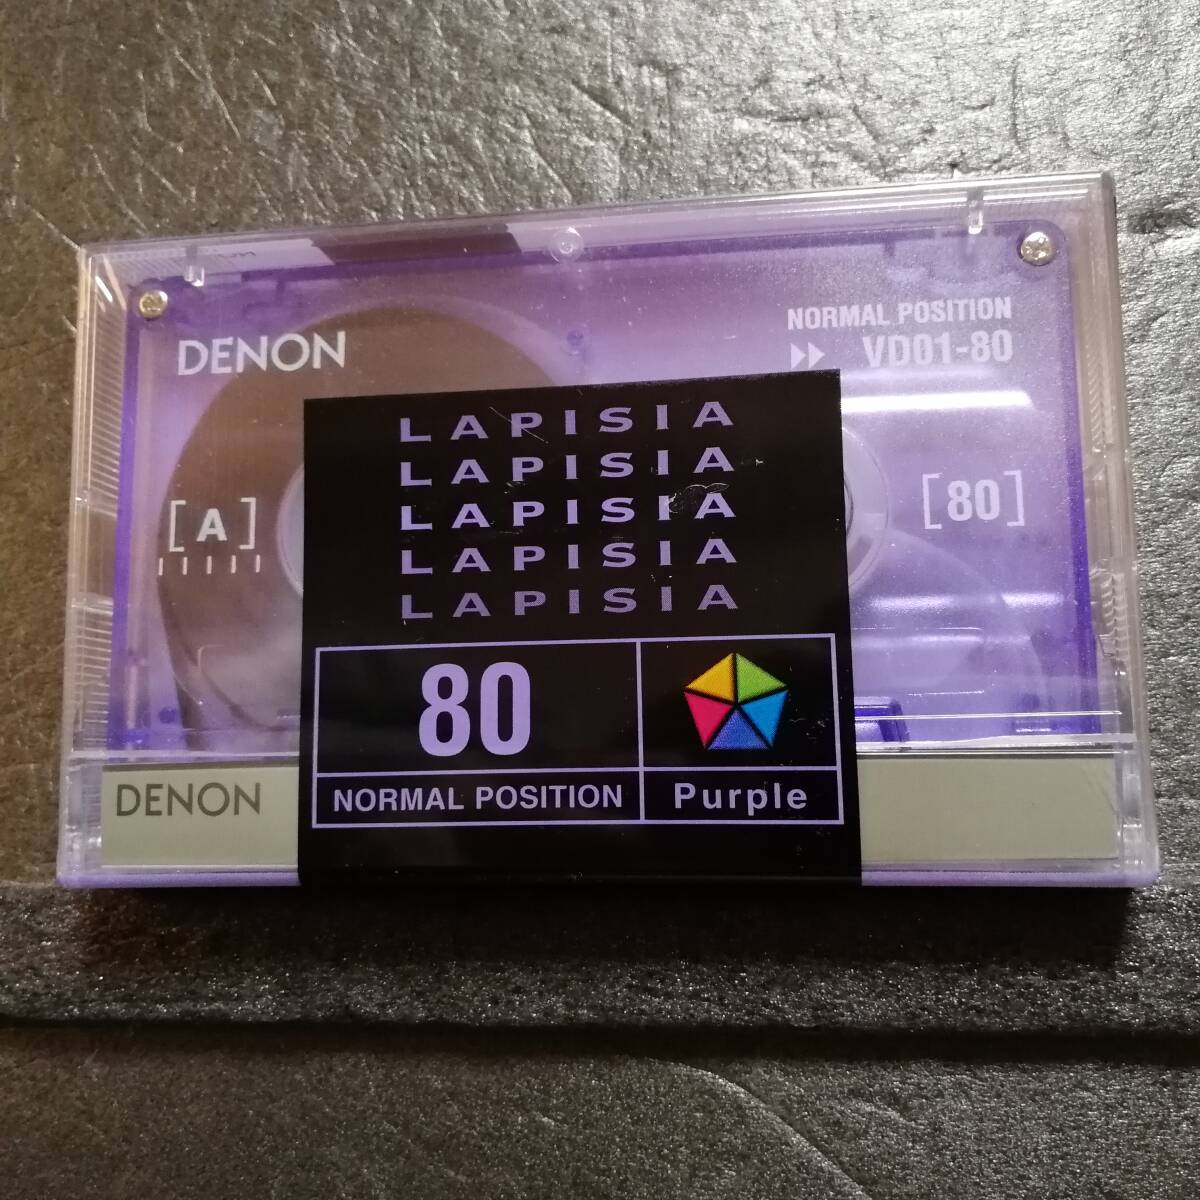 DENON
NORMAL POSITION
VD01-80
LAPISIA
LAPISIA
LAPISIA
LAPISIA
LAPISIA
[A]
[80]
80
NORMAL POSITION
Purple
DENON